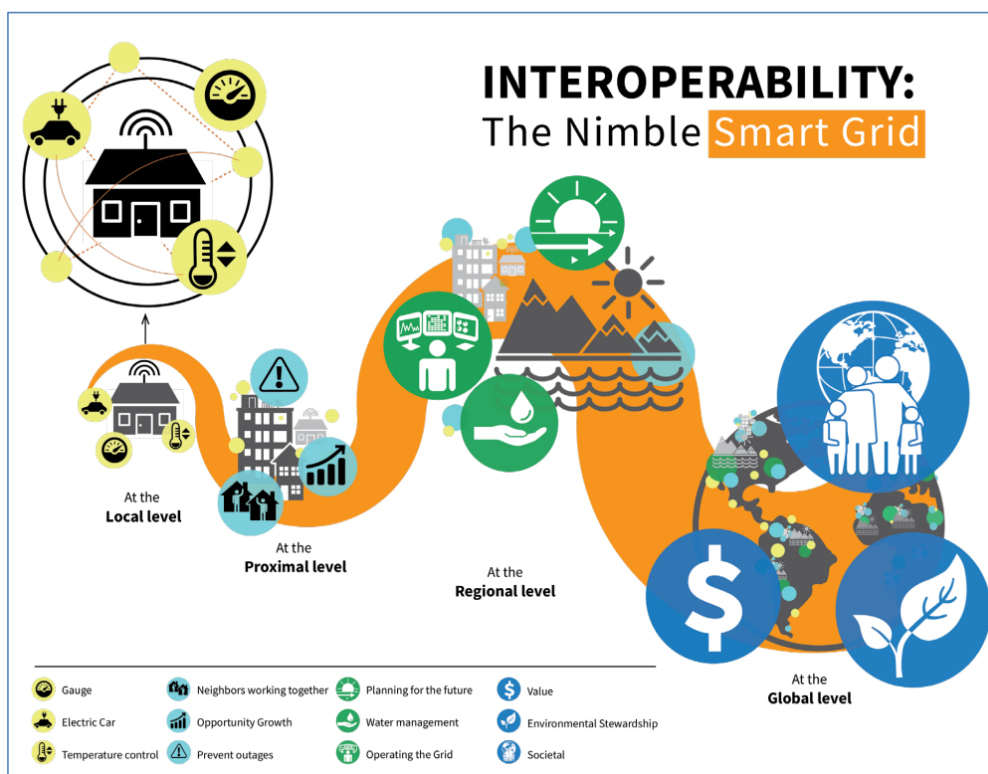 INTEROPERABILITY:
The Nimble Smart Grid
At the
Local level
At the
Proximal level
At the
Regional level
$
At the
Global level
Gauge
Neighbors working together
Planning for the future
$
Value
Electric Car
Opportunity Growth
Water management
Environmental Stewardship
Temperature control
Prevent outages
Operating the Grid
Societal